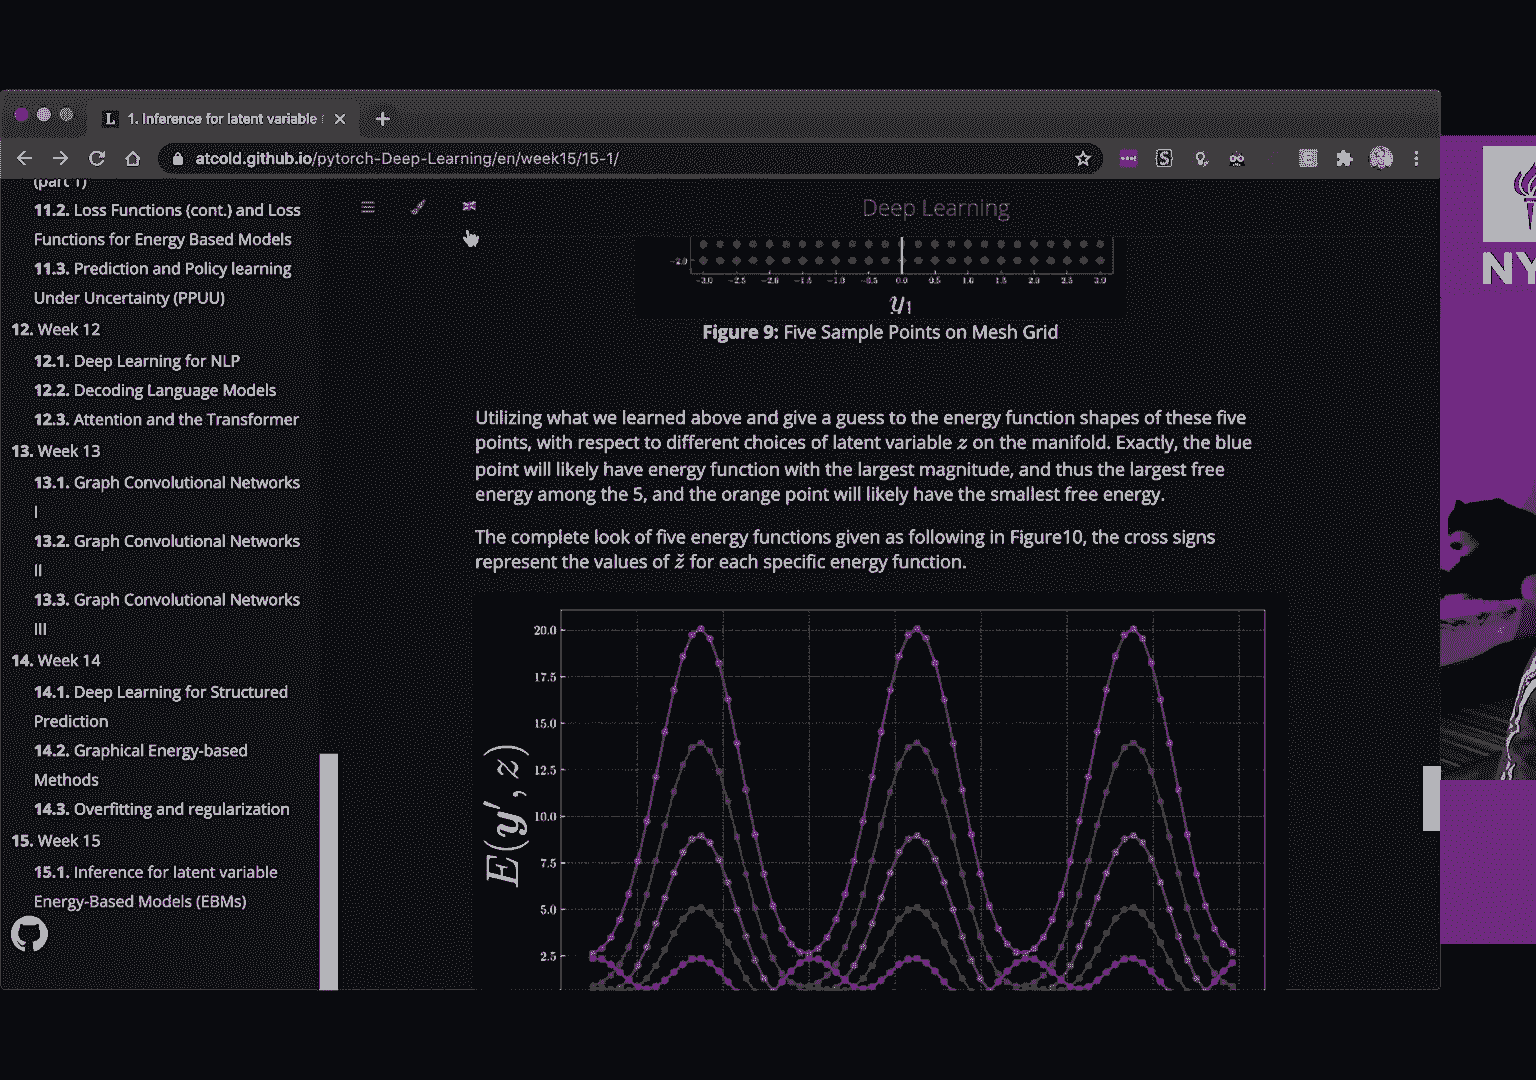 L 1. Inference for latent variable
atcold.github.io/pytorch-Deep-Learning/en/week15/15-1/
(part 1)
11.2. Loss Functions (cont.) and Loss
Functions for Energy Based Models
11.3. Prediction and Policy learning
Under Uncertainty (PPUU)
12. Week 12
12.1. Deep Learning for NLP
12.2. Decoding Language Models
12.3. Attention and the Transformer
13. Week 13
13.1. Graph Convolutional Networks
I
13.2. Graph Convolutional Networks
II
13.3. Graph Convolutional Networks
III
14. Week 14
14.1. Deep Learning for Structured
Prediction
14.2. Graphical Energy-based
Methods
14.3. Overfitting and regularization
15. Week 15
15.1. Inference for latent variable
Energy-Based Models (EBMs)
Deep Learning
−2.0
−3.0 −2.5 −2.0 −1.5 −1.0 −0.5 0.0 0.5 1.0 1.5 2.0 2.5 3.0
y₁
Figure 9: Five Sample Points on Mesh Grid
Utilizing what we learned above and give a guess to the energy function shapes of these five
points, with respect to different choices of latent variable z on the manifold. Exactly, the blue
point will likely have energy function with the largest magnitude, and thus the largest free
energy among the 5, and the orange point will likely have the smallest free energy.
The complete look of five energy functions given as following in Figure10, the cross signs
represent the values of ž for each specific energy function.
20.0
17.5
15.0
12.5
10.0
7.5
5.0
2.5
E(y′, z)
NY